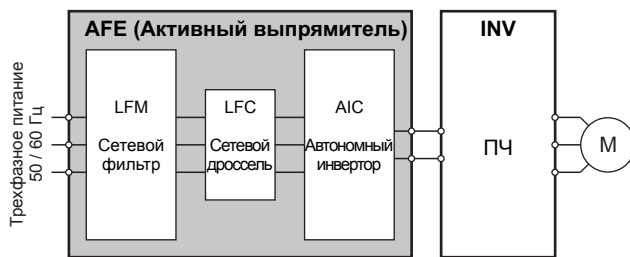 AFE (Активный выпрямитель)
INV
Трехфазное питание
50 / 60 Гц
LFM
Сетевой
фильтр
LFC
Сетевой
дроссель
AIC
Автономный
инвертор
ПЧ
M